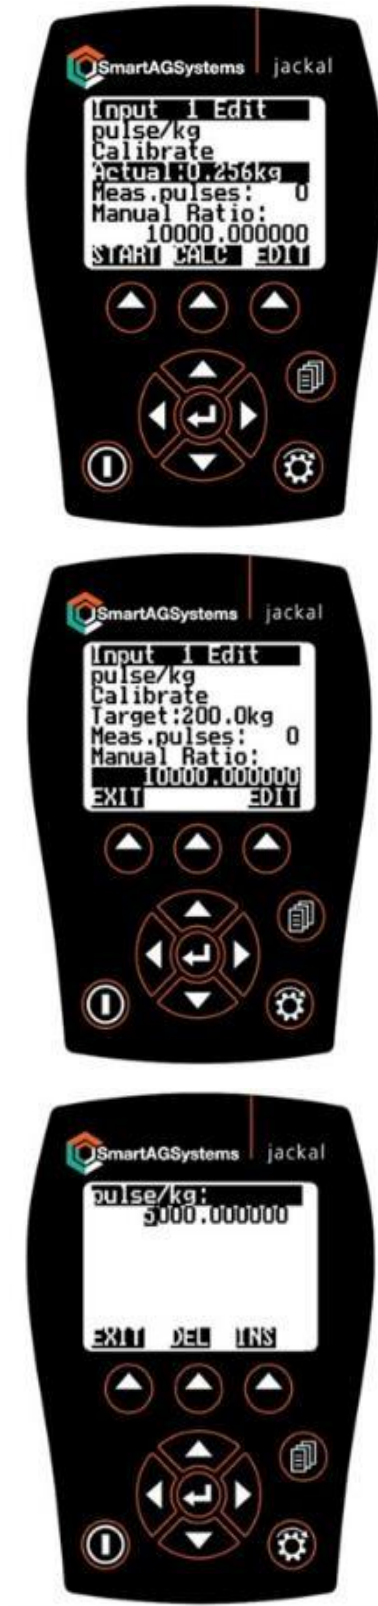 SmartAGSystems jackal
Input 1 Edit
pulse/kg
Calibrate
Actual:0.256kg
Meas.pulses: 0
Manual Ratio:
10000.000000
START CALC EDIT
SmartAGSystems jackal
Input 1 Edit
pulse/kg
Calibrate
Target:200.0kg
Meas.pulses: 0
Manual Ratio:
10000.000000
EXIT EDIT
SmartAGSystems jackal
pulse/kg:
5000.000000
EXIT DEL INS